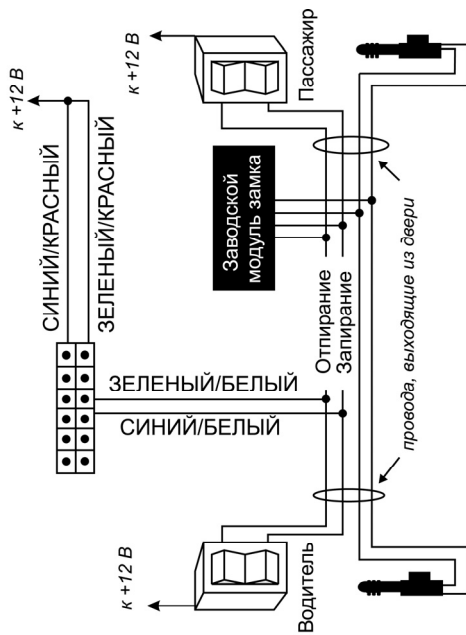 к +12 В
СИНИЙ/КРАСНЫЙ
ЗЕЛЕНЫЙ/КРАСНЫЙ
ЗЕЛЕНЫЙ/БЕЛЫЙ
СИНИЙ/БЕЛЫЙ
к +12 В
Пассажир
Заводской
модуль замка
Отпирание
Запирание
к +12 В
Водитель
провода, выходящие из двери